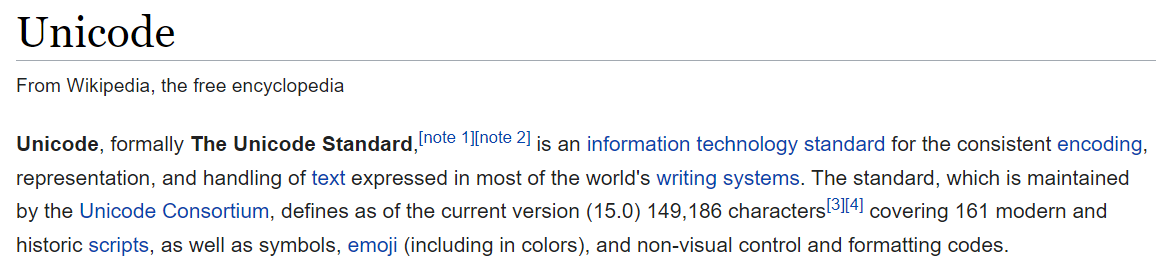 Unicode
From Wikipedia, the free encyclopedia
Unicode, formally The Unicode Standard,[note 1][note 2] is an information technology standard for the consistent encoding,
representation, and handling of text expressed in most of the world's writing systems. The standard, which is maintained
by the Unicode Consortium, defines as of the current version (15.0) 149,186 characters[3][4] covering 161 modern and
historic scripts, as well as symbols, emoji (including in colors), and non-visual control and formatting codes.